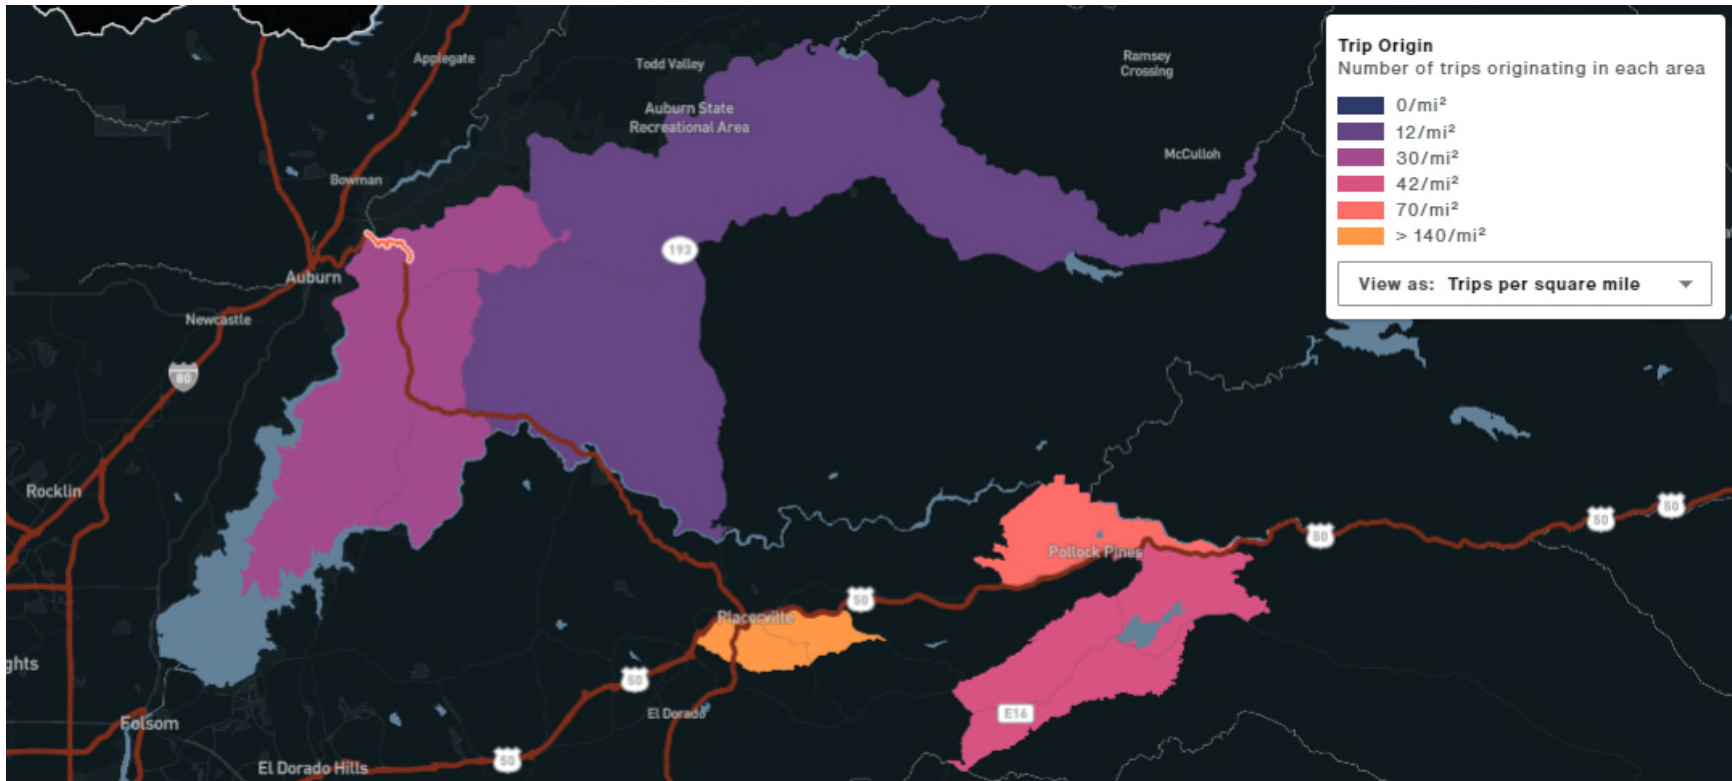 Applegate
Todd Valley
Ramsey
Crossing
Auburn State
Recreational Area
McCulloh
Bowman
193
Auburn
Newcastle
80
Rocklin
50
50
50
Pollock Pines
50
Placerville
ghts
50
El Dorado
E16
Folsom
50
El Dorado Hills
Trip Origin
Number of trips originating in each area
0/mi²
12/mi²
30/mi²
42/mi²
70/mi²
> 140/mi²
View as: Trips per square mile